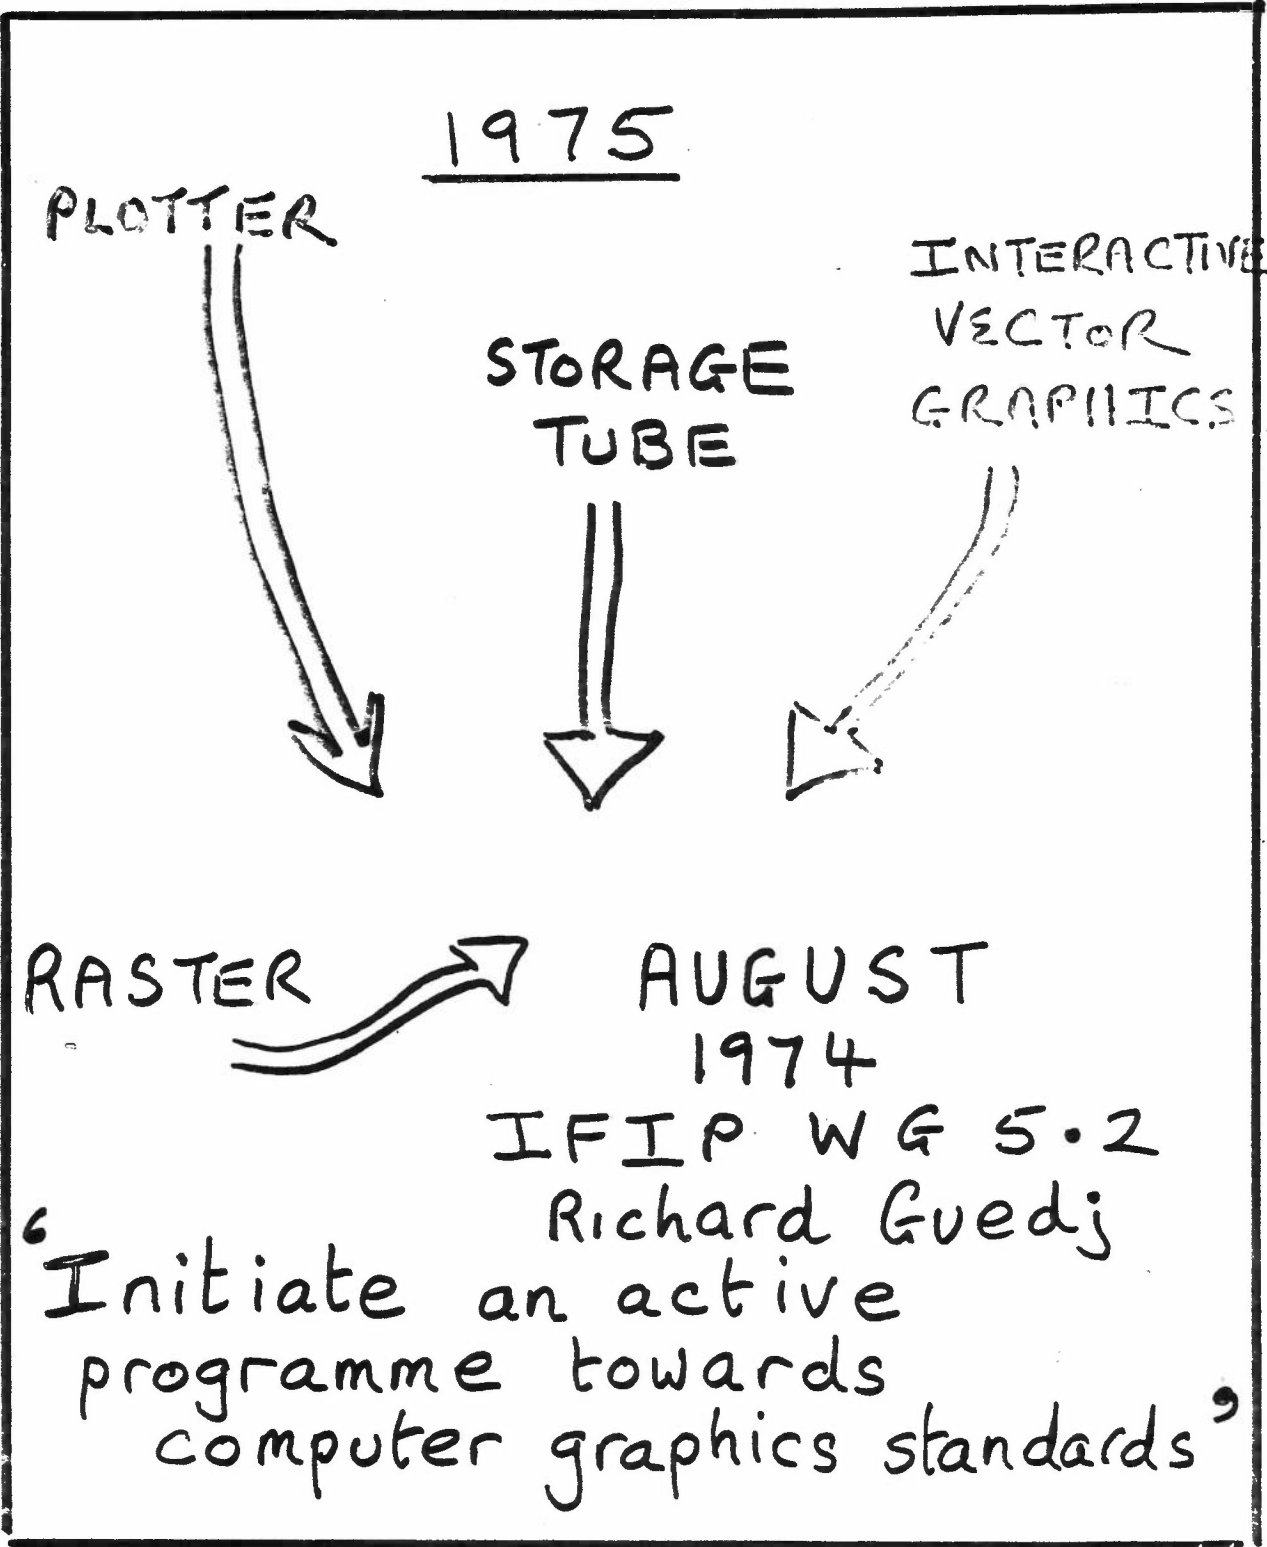 1975
PLOTTER
INTERACTIVE
VECTOR
GRAPHICS
STORAGE
TUBE
RASTER
AUGUST
1974
IFIP WG 5.2
Richard Guedj
‘Initiate an active
programme towards
computer graphics standards’